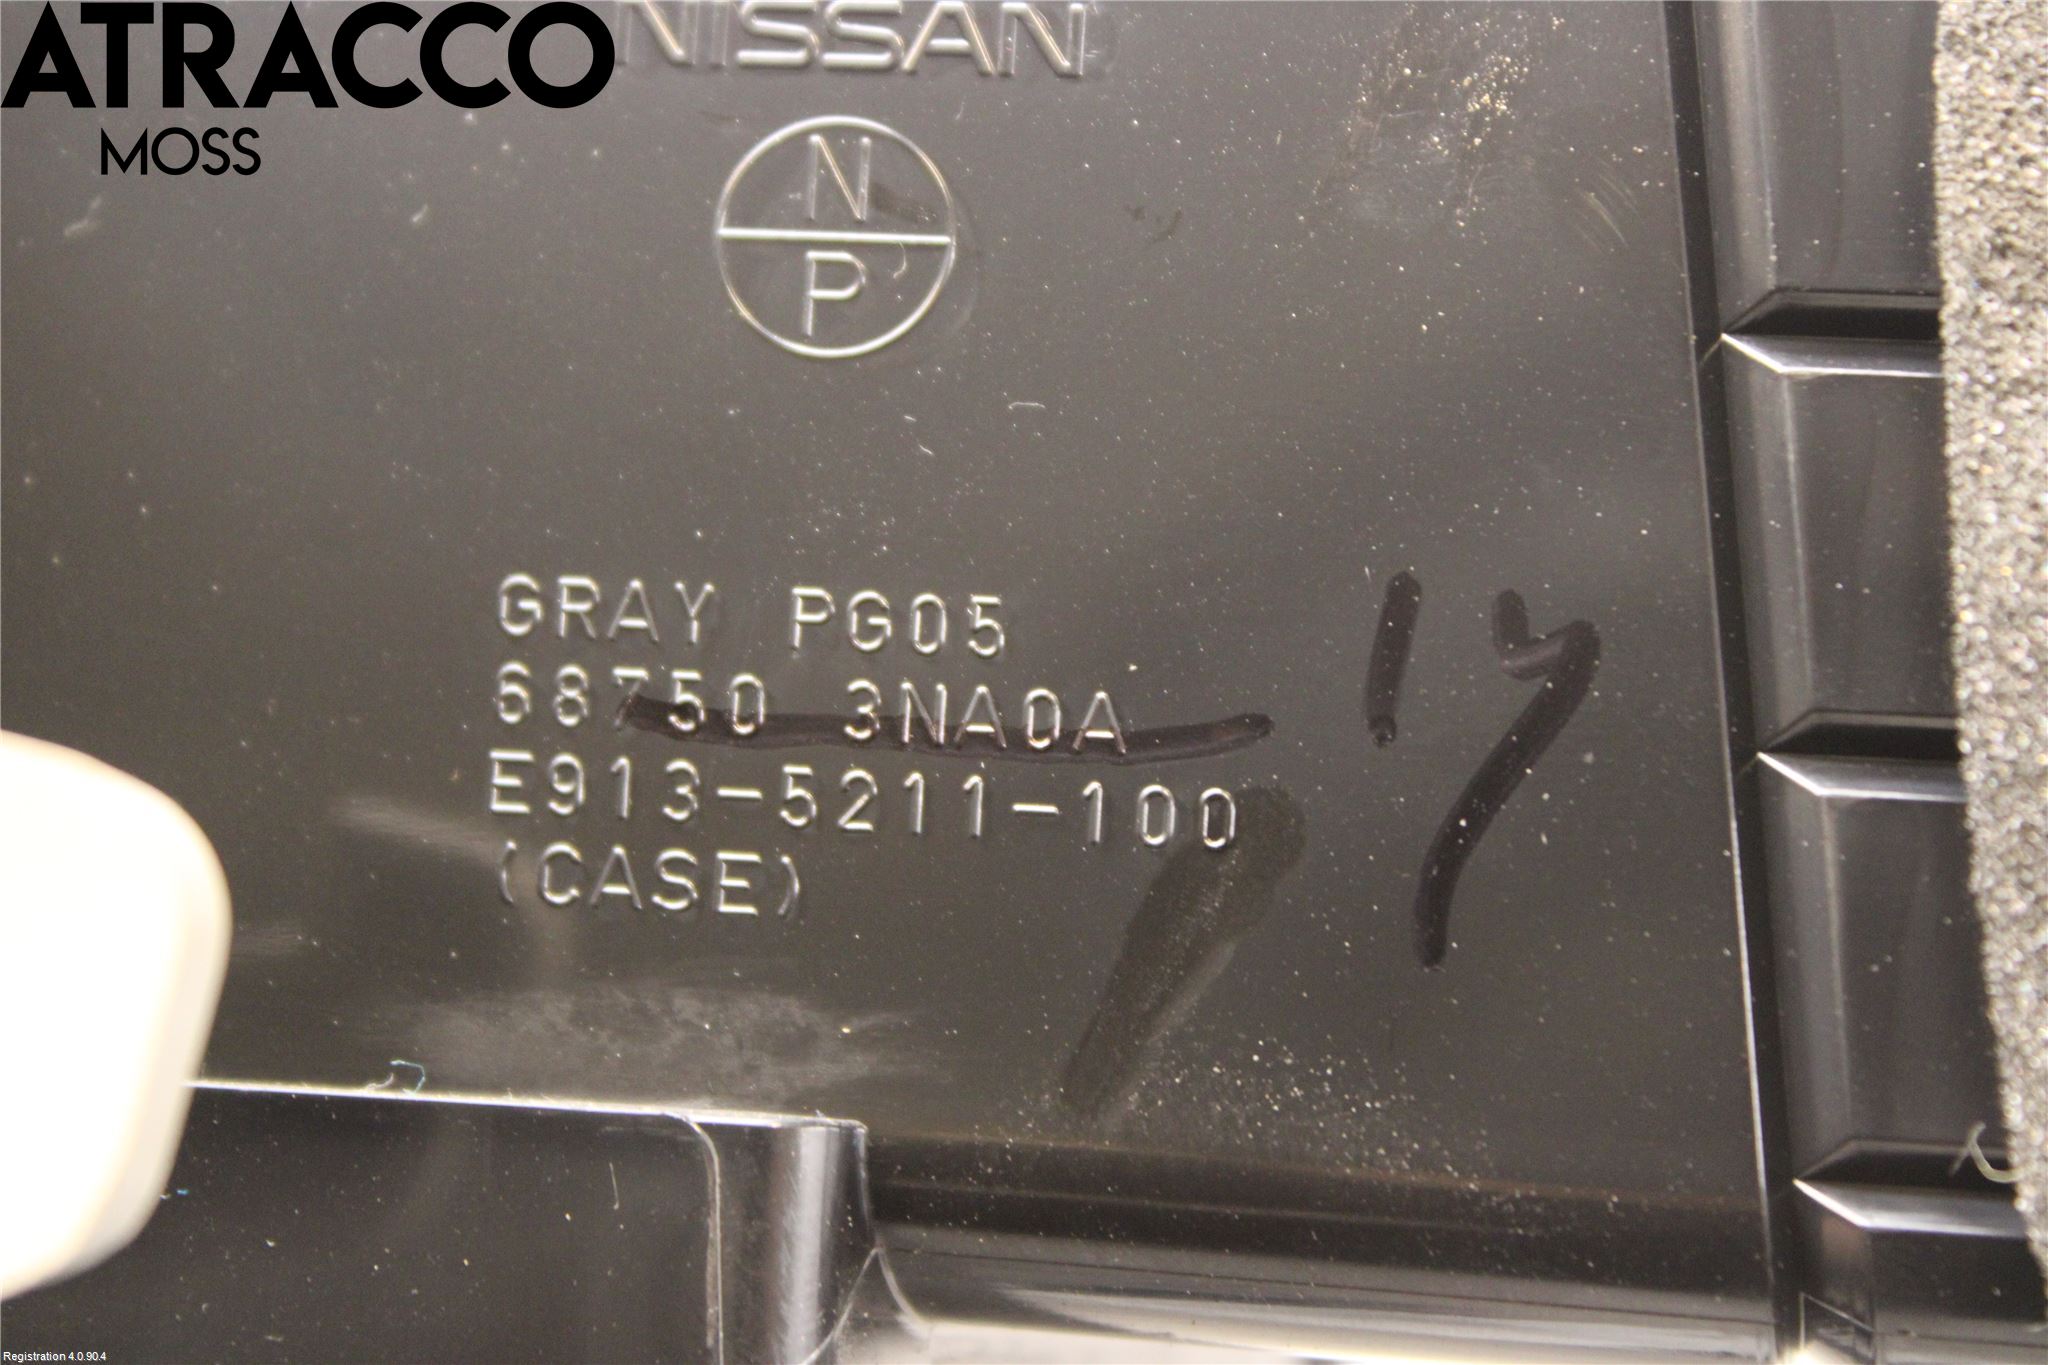 ATRACCO
MOSS
NISSAN
N
P
GRAY PG05
68750 3NA0A
E913-5211-100
(CASE)
Registration 4.0.90.4